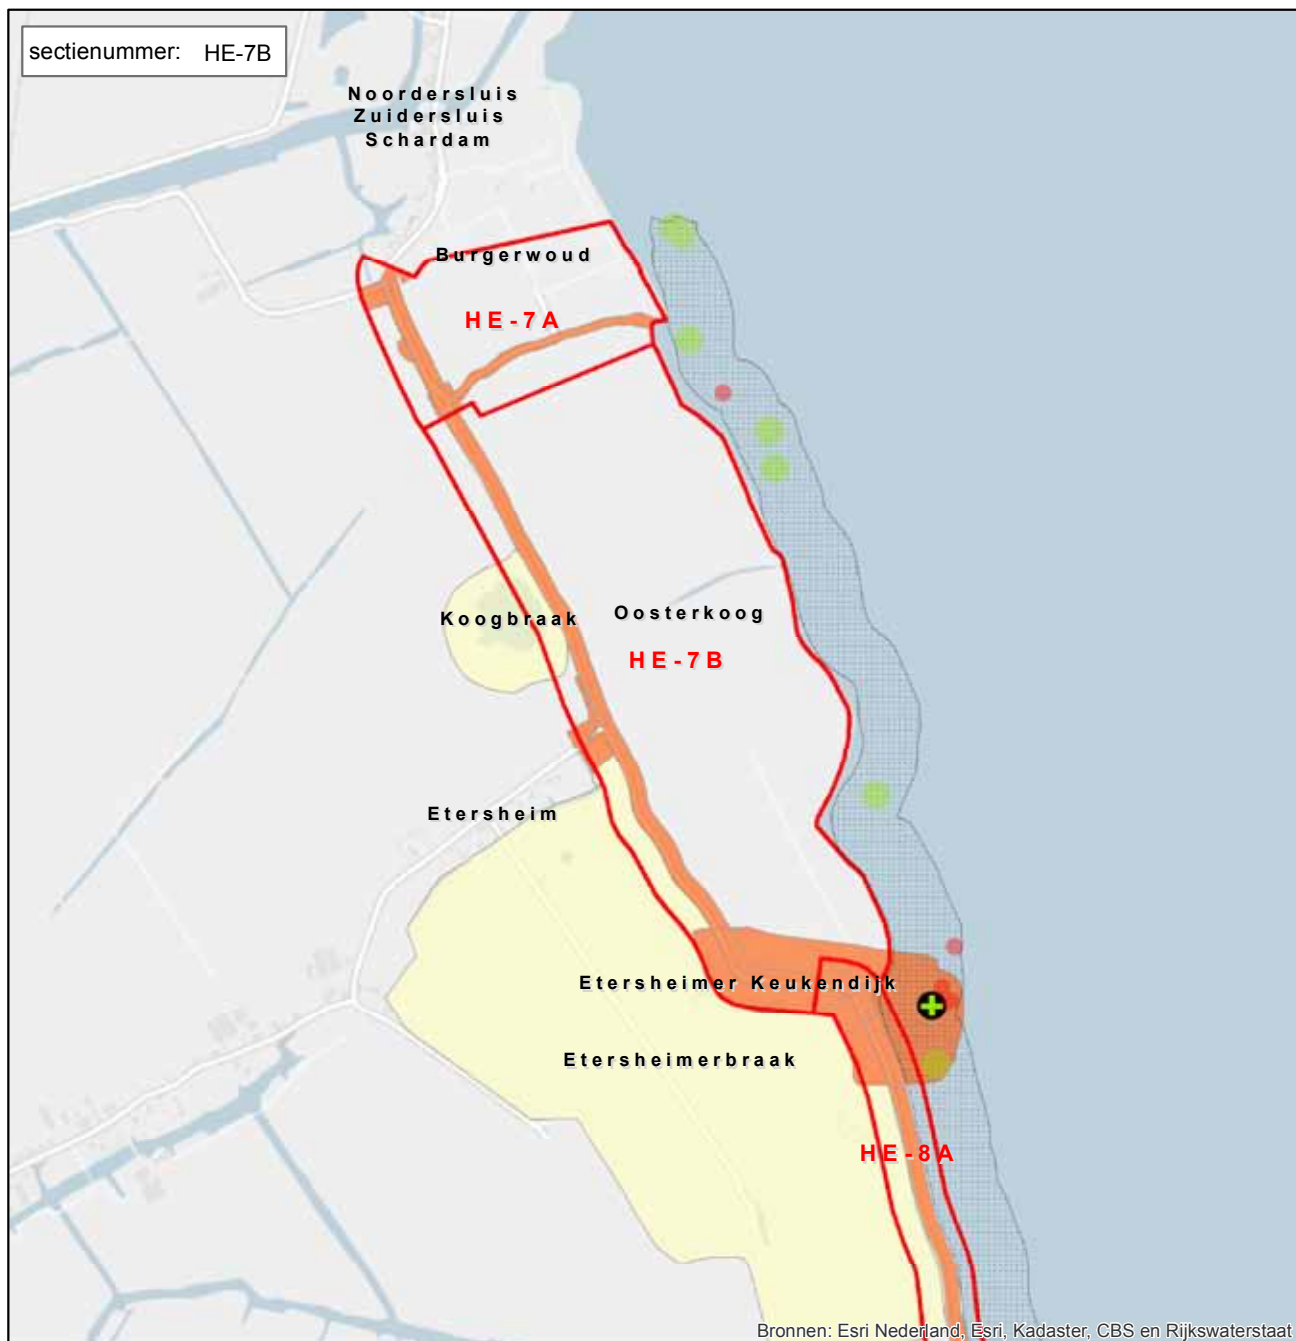 sectienummer: HE-7B
Noordersluis
Zuidersluis
Schardam
Burgerwoud
HE-7A
Koogbraak
Oosterkoog
HE-7B
Etersheim
Etersheimer Keukendijk
Etersheimerbraak
HE-8A
Bronnen: Esri Nederland, Esri, Kadaster, CBS en Rijkswaterstaat